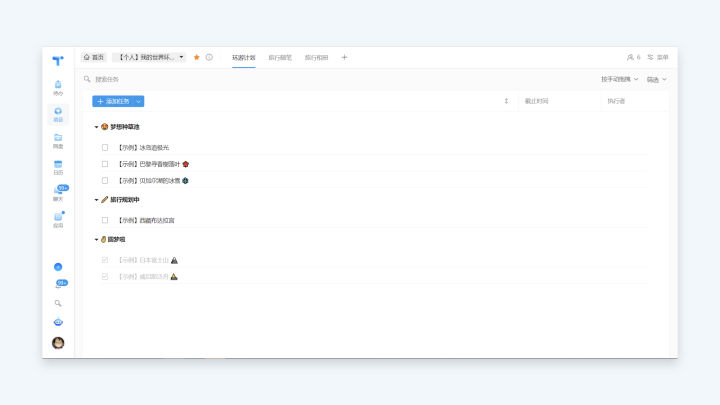 首页
【个人】我的世界环...
环游计划
旅行随笔
旅行相册
6
菜单
待办
项目
网盘
日历
99+
聊天
应用
99+
搜索任务
按手动拖拽
筛选
添加任务
截止时间
执行者
梦想种草池
【示例】冰岛追极光
【示例】巴黎寻香榭落叶
【示例】贝加尔湖的冰雪
旅行规划中
【示例】西藏布达拉宫
圆梦啦
【示例】日本富士山
【示例】